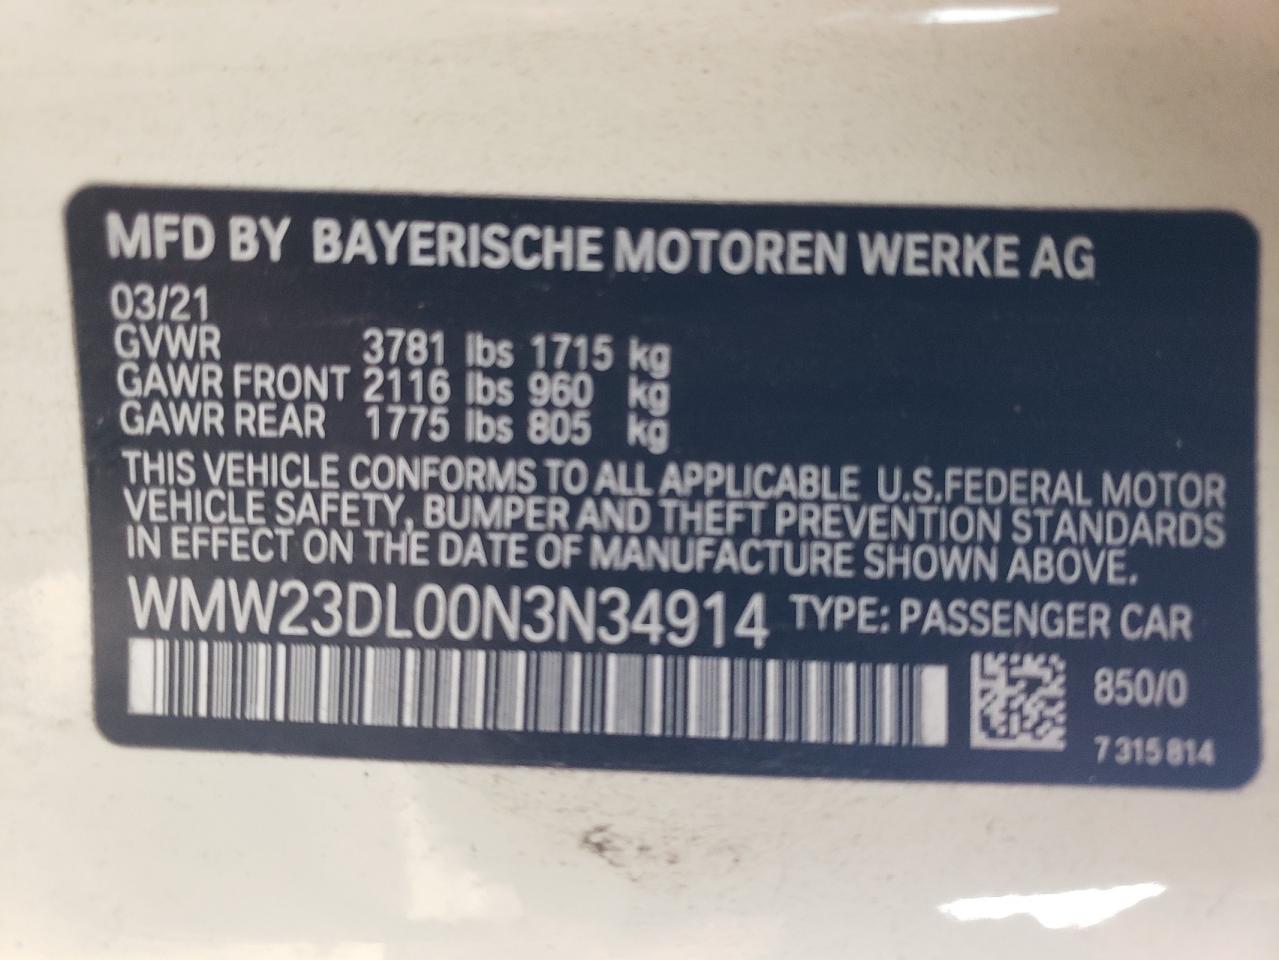 MFD BY BAYERISCHE MOTOREN WERKE AG
03/21
GVWR 3781 lbs 1715 kg
GAWR FRONT 2116 lbs 960 kg
GAWR REAR 1775 lbs 805 kg
THIS VEHICLE CONFORMS TO ALL APPLICABLE U.S.FEDERAL MOTOR
VEHICLE SAFETY, BUMPER AND THEFT PREVENTION STANDARDS
IN EFFECT ON THE DATE OF MANUFACTURE SHOWN ABOVE.
WMW23DL00N3N34914 TYPE: PASSENGER CAR
850/0
7 315 814